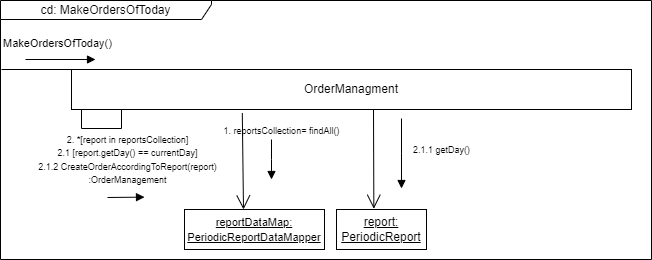 cd: MakeOrdersOfToday
MakeOrdersOfToday()
OrderManagment
2. *[report in reportsCollection]
2.1 [report.getDay() == currentDay]
2.1.2 CreateOrderAccordingToReport(report)
:OrderManagement
1. reportsCollection= findAll()
2.1.1 getDay()
reportDataMap:
PeriodicReportDataMapper
report:
PeriodicReport